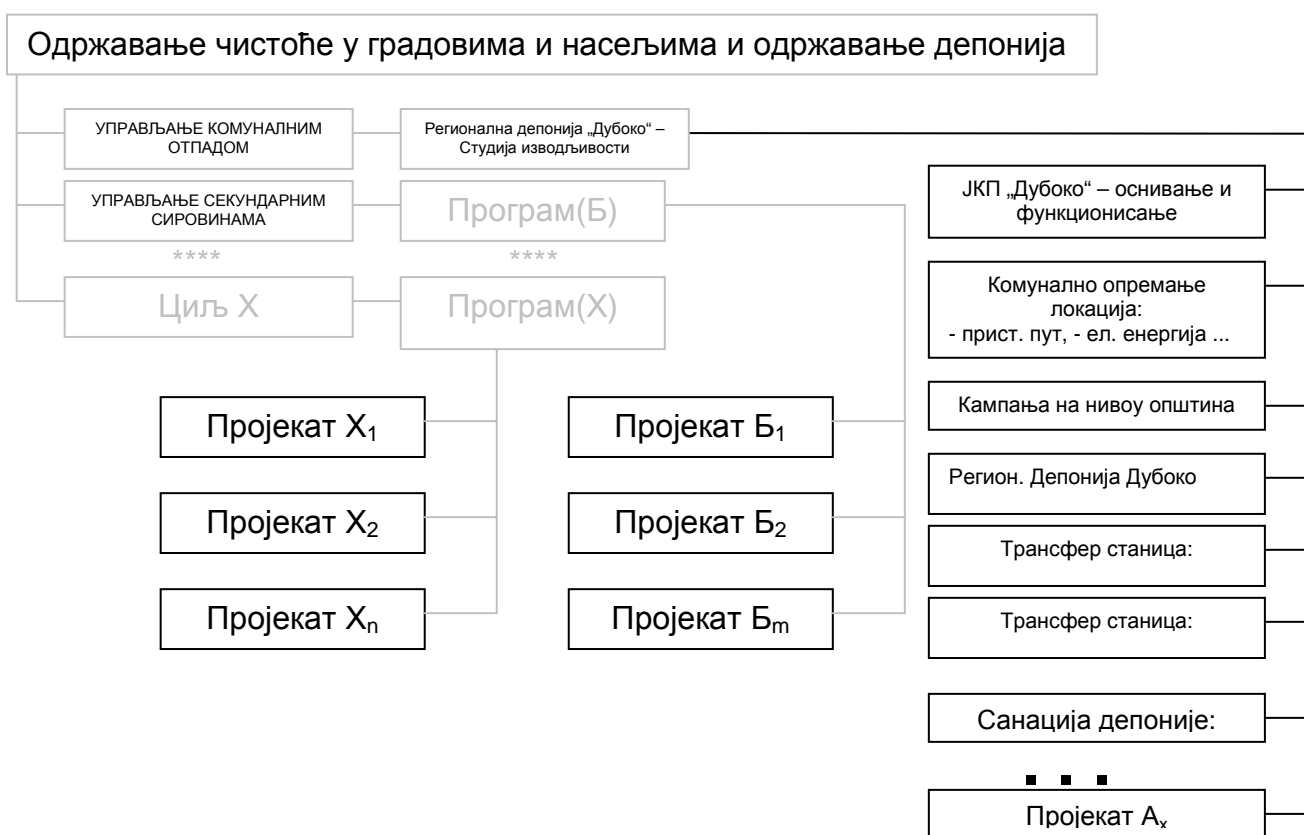 Одржавање чистоће у градовима и насељима и одржавање депонија
УПРАВЉАЊЕ КОМУНАЛНИМ
ОТПАДОМ
Регионална депонија „Дубоко“ –
Студија изводљивости
УПРАВЉАЊЕ СЕКУНДАРНИМ
СИРОВИНАМА
Програм(Б)
****
****
Циљ X
Програм(X)
ЈКП „Дубоко“ – оснивање и
функционисање
Комунално опремање
локација:
- прист. пут, - ел. енергија ...
Кампања на нивоу општина
Регион. Депонија Дубоко
Трансфер станица:
Трансфер станица:
Санација депоније:
Пројекат Аₓ
Пројекат X₁
Пројекат X₂
Пројекат Xₙ
Пројекат Б₁
Пројекат Б₂
Пројекат Бₘ